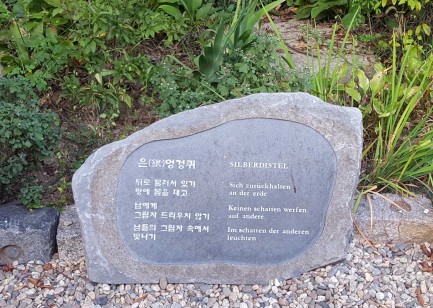 은(銀)엉겅퀴
뒤로 물러서 있기
땅에 몸을 대고
남에게
그림자 드리우지 않기
남들의 그림자 속에서
빛나기
SILBERDISTEL
Sich zurückhalten
an der erde
Keinen schatten werfen
auf andere
Im schatten der anderen
leuchten